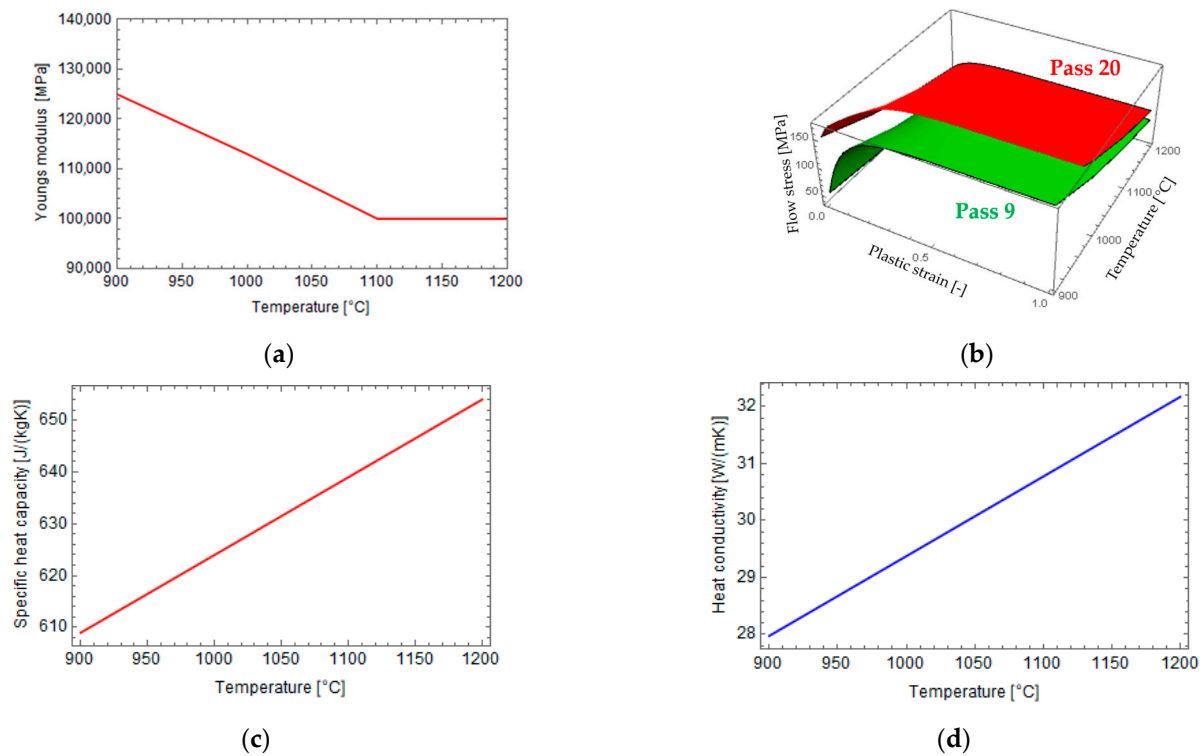 140,000
130,000
120,000
110,000
100,000
90,000
Youngs modulus [MPa]
900 950 1000 1050 1100 1150 1200
Temperature [°C]
(a)
Pass 20
Pass 9
150
100
50
0.0
Flow stress [MPa]
0.5
1.0
Plastic strain [-]
900
1000
1100
1200
Temperature [°C]
(b)
650
640
630
620
610
Specific heat capacity [J/(kgK)]
900 950 1000 1050 1100 1150 1200
Temperature [°C]
(c)
32
31
30
29
28
Heat conductivity [W/(mK)]
900 950 1000 1050 1100 1150 1200
Temperature [°C]
(d)